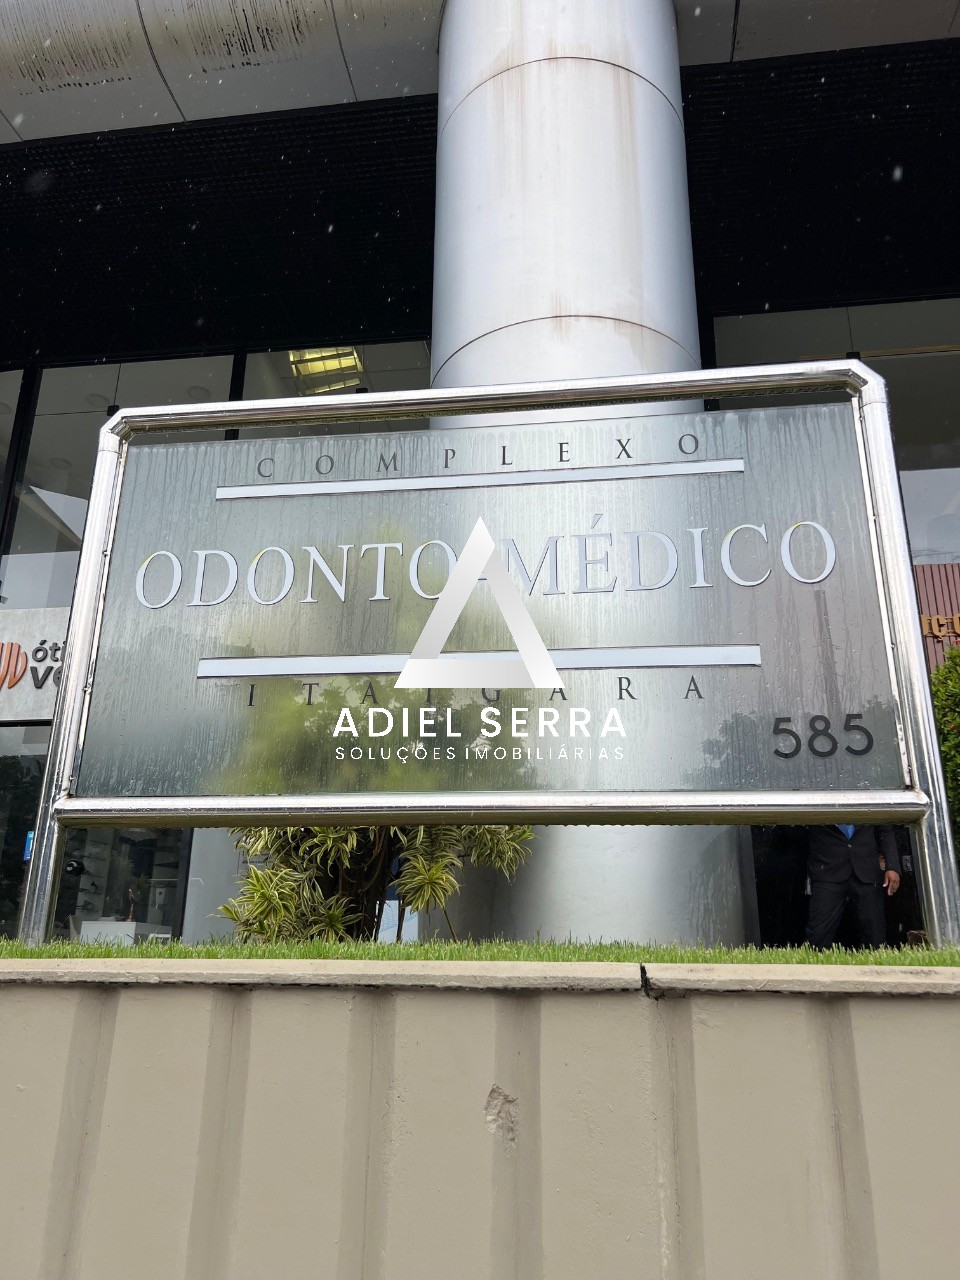 COMPLEXO
ODONTO-MÉDICO
ITAIGARA
ADIEL SERRA
SOLUÇÕES IMOBILIÁRIAS
585